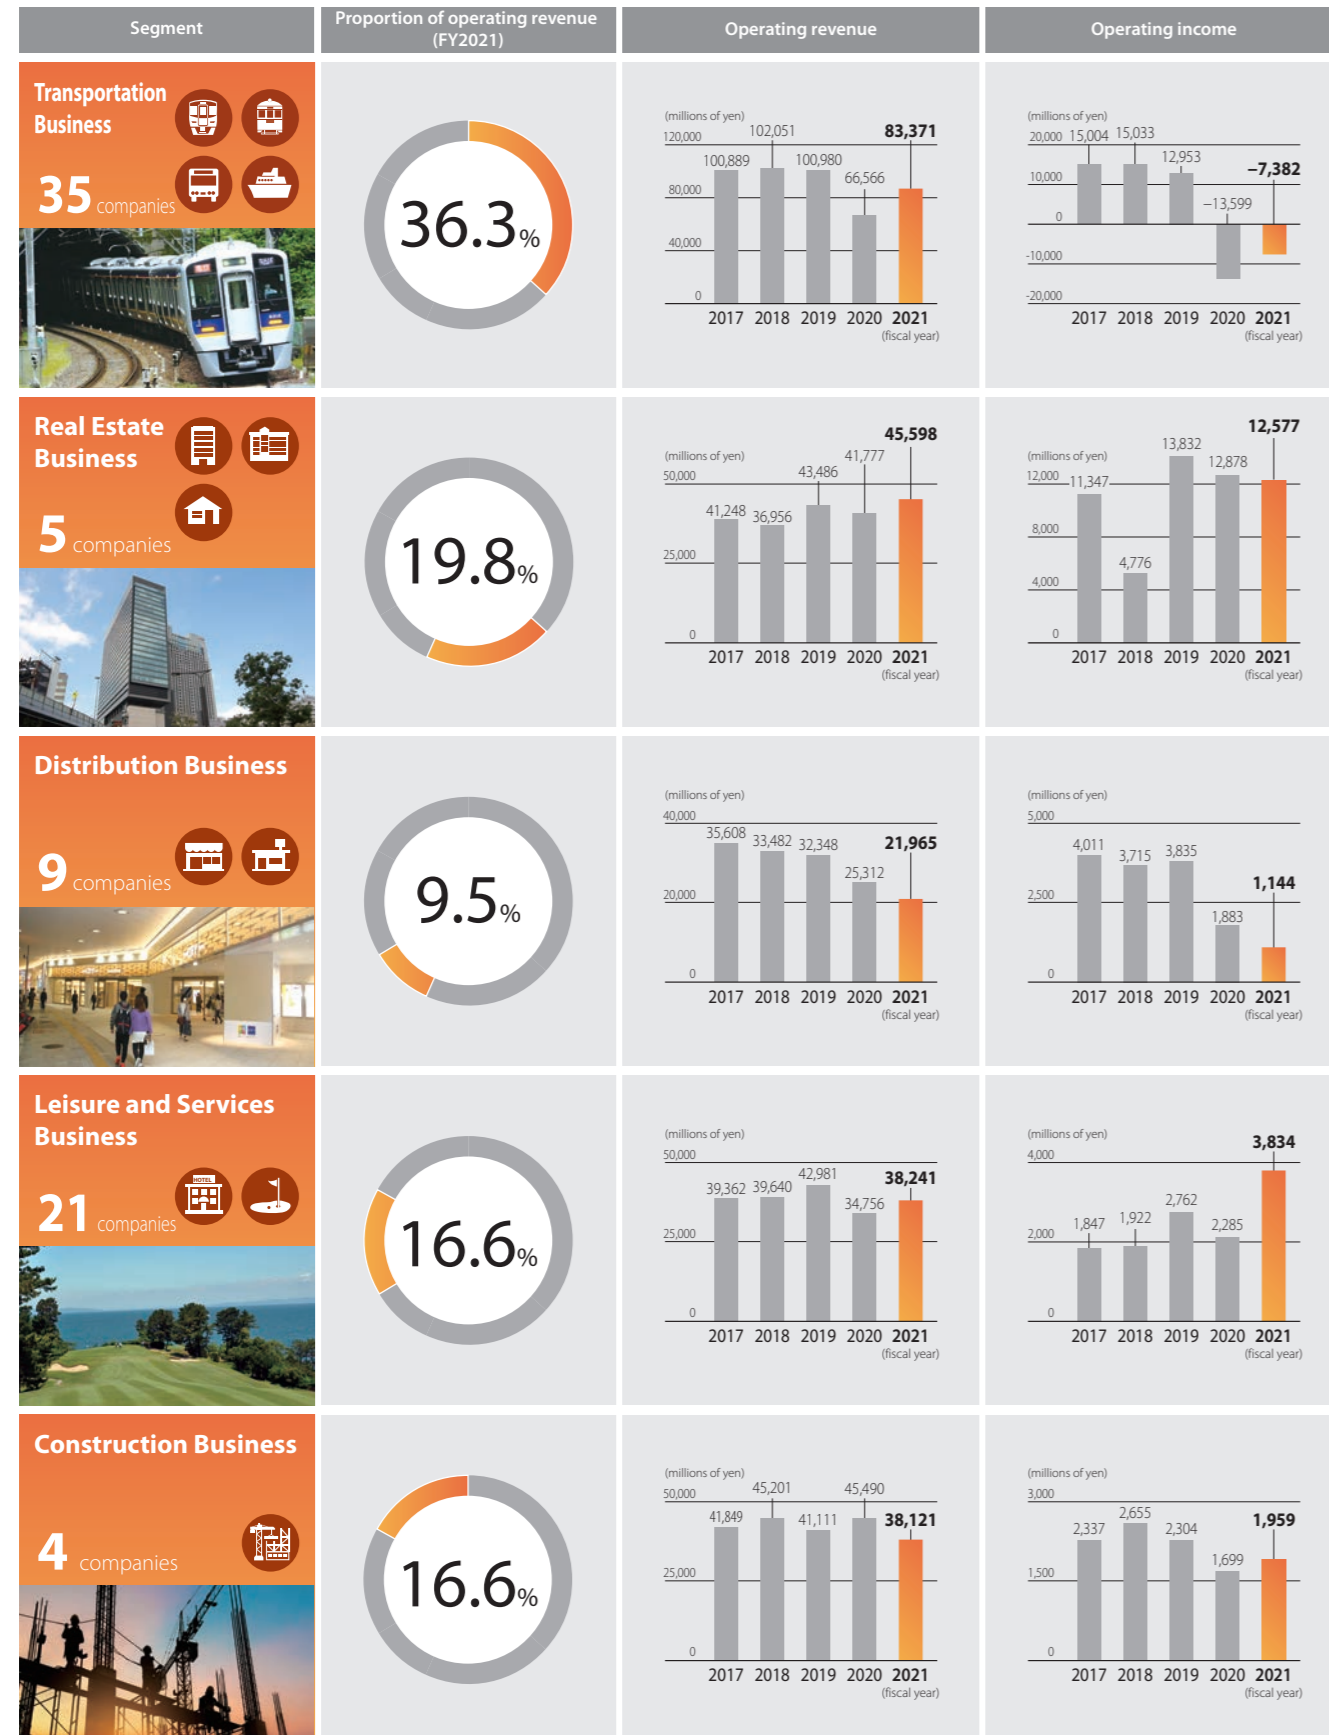 Segment
Proportion of operating revenue
(FY2021)
Operating revenue
Operating income
Transportation
Business
35 companies
36.3%
(millions of yen)
120,000
80,000
40,000
0
100,889
102,051
100,980
66,566
83,371
2017 2018 2019 2020 2021
(fiscal year)
(millions of yen)
20,000
10,000
0
-10,000
-20,000
15,004
15,033
12,953
−13,599
−7,382
2017 2018 2019 2020 2021
(fiscal year)
Real Estate
Business
5 companies
19.8%
(millions of yen)
50,000
25,000
0
41,248
36,956
43,486
41,777
45,598
2017 2018 2019 2020 2021
(fiscal year)
(millions of yen)
12,000
8,000
4,000
0
11,347
4,776
13,832
12,878
12,577
2017 2018 2019 2020 2021
(fiscal year)
Distribution Business
9 companies
9.5%
(millions of yen)
40,000
20,000
0
35,608
33,482
32,348
25,312
21,965
2017 2018 2019 2020 2021
(fiscal year)
(millions of yen)
5,000
2,500
0
4,011
3,715
3,835
1,883
1,144
2017 2018 2019 2020 2021
(fiscal year)
Leisure and Services
Business
HOTEL
21 companies
16.6%
(millions of yen)
50,000
25,000
0
39,362
39,640
42,981
34,756
38,241
2017 2018 2019 2020 2021
(fiscal year)
(millions of yen)
4,000
2,000
0
1,847
1,922
2,762
2,285
3,834
2017 2018 2019 2020 2021
(fiscal year)
Construction Business
4 companies
16.6%
(millions of yen)
50,000
25,000
0
41,849
45,201
41,111
45,490
38,121
2017 2018 2019 2020 2021
(fiscal year)
(millions of yen)
3,000
1,500
0
2,337
2,655
2,304
1,699
1,959
2017 2018 2019 2020 2021
(fiscal year)